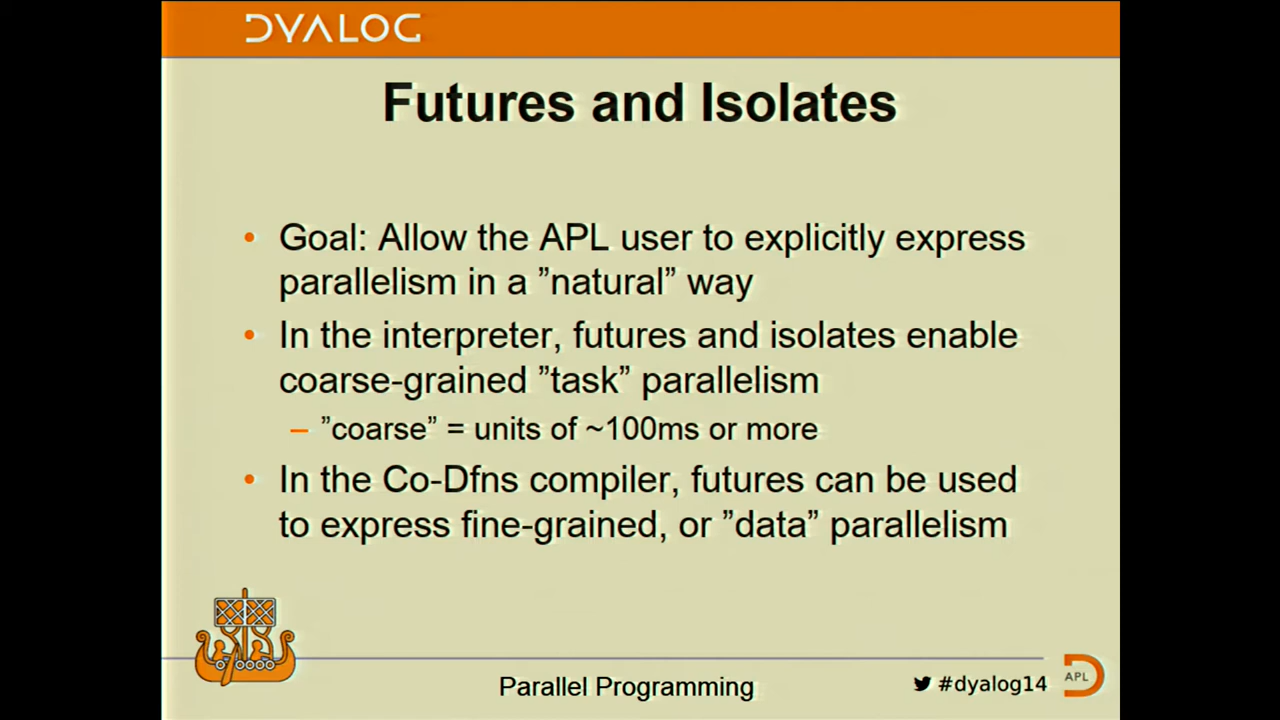 DYALOG
Futures and Isolates
• Goal: Allow the APL user to explicitly express
parallelism in a ”natural” way
• In the interpreter, futures and isolates enable
coarse-grained ”task” parallelism
– ”coarse” = units of ~100ms or more
• In the Co-Dfns compiler, futures can be used
to express fine-grained, or ”data” parallelism
Parallel Programming
#dyalog14
APL